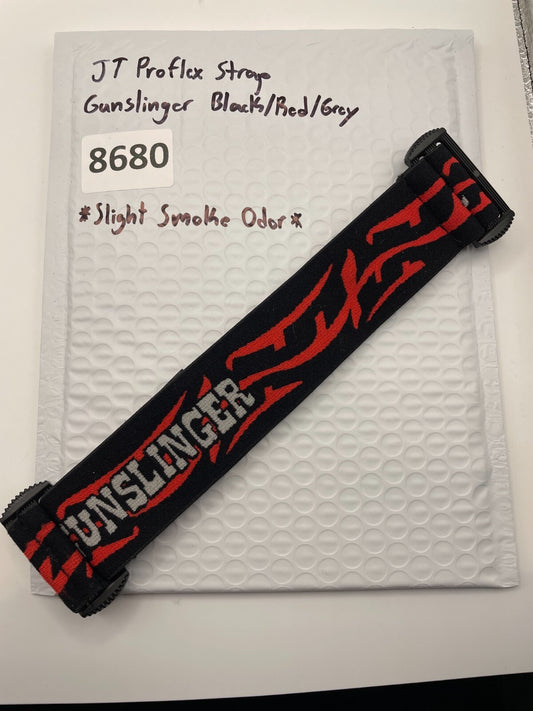 JT Proflex Strap
Gunslinger Black/Red/Grey
8680
*Slight Smoke Odor*
UNSLINGER